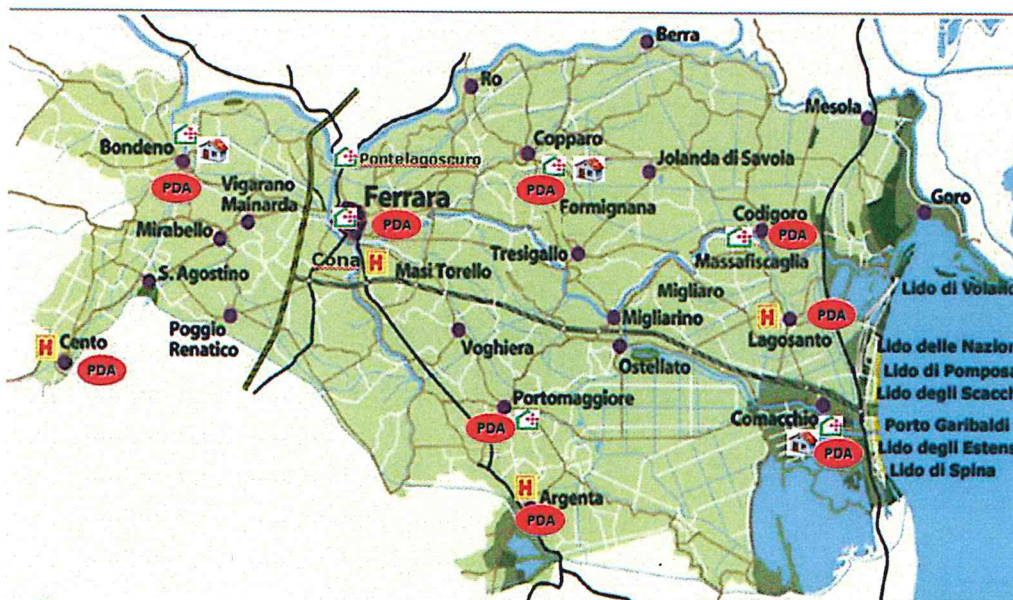 Berra
Ro
Mesola
Bondeno
PDA
Pontelagoscuro
Copparo
PDA
Jolanda di Savoia
Vigarano
Mainarda
Ferrara
PDA
Formignana
Goro
Codigoro
PDA
Mirabello
Cona
H
Masi Torello
Tresigallo
Massafiscaglia
S. Agostino
Migliaro
Lido di Volano
Poggio
Renatico
Voghiera
Migliarino
H
Lagosanto
PDA
H
Cento
PDA
Ostellato
Lido delle Nazion
Lido di Pomposa
Lido degli Scacch
Portomaggiore
PDA
Comacchio
PDA
Porto Garibaldi
Lido degli Estens
Lido di Spina
H
Argenta
PDA